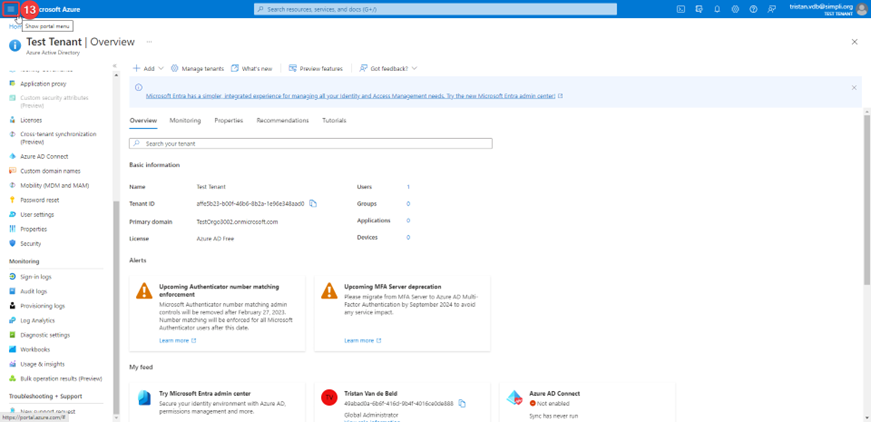 13
Microsoft Azure
Search resources, services, and docs (G+/)
tristan.vdb@simpli.org
TEST TENANT
Show portal menu
Test Tenant | Overview
Azure Active Directory
Application proxy
Custom security attributes
(Preview)
Licenses
Cross-tenant synchronization
(Preview)
Azure AD Connect
Custom domain names
Mobility (MDM and MAM)
Password reset
User settings
Properties
Security
Monitoring
Sign-in logs
Audit logs
Provisioning logs
Log Analytics
Diagnostic settings
Workbooks
Usage & insights
Bulk operation results (Preview)
Troubleshooting + Support
New support request
https://portal.azure.com/#
Add
Manage tenants
What's new
Preview features
Got feedback?
Microsoft Entra has a simpler, integrated experience for managing all your Identity and Access Management needs. Try the new Microsoft Entra admin center!
Overview
Monitoring
Properties
Recommendations
Tutorials
Search your tenant
Basic information
Name Test Tenant Users 1
Tenant ID Groups 0
Primary domain TestOrgo3002.onmicrosoft.com Applications 0
License Azure AD Free Devices 0
Alerts
Upcoming Authenticator number matching
enforcement
Microsoft Authenticator number matching admin
controls will be removed after February 27, 2023.
Number matching will be enforced for all Microsoft
Authenticator users after this date.
Learn more
Upcoming MFA Server deprecation
Please migrate from MFA Server to Azure AD Multi-
Factor Authentication by September 2024 to avoid
any service impact.
Learn more
My feed
Try Microsoft Entra admin center
Secure your identity environment with Azure AD,
permissions management and more.
TV
Tristan Van de Beld
Global Administrator
Azure AD Connect
Not enabled
Sync has never run